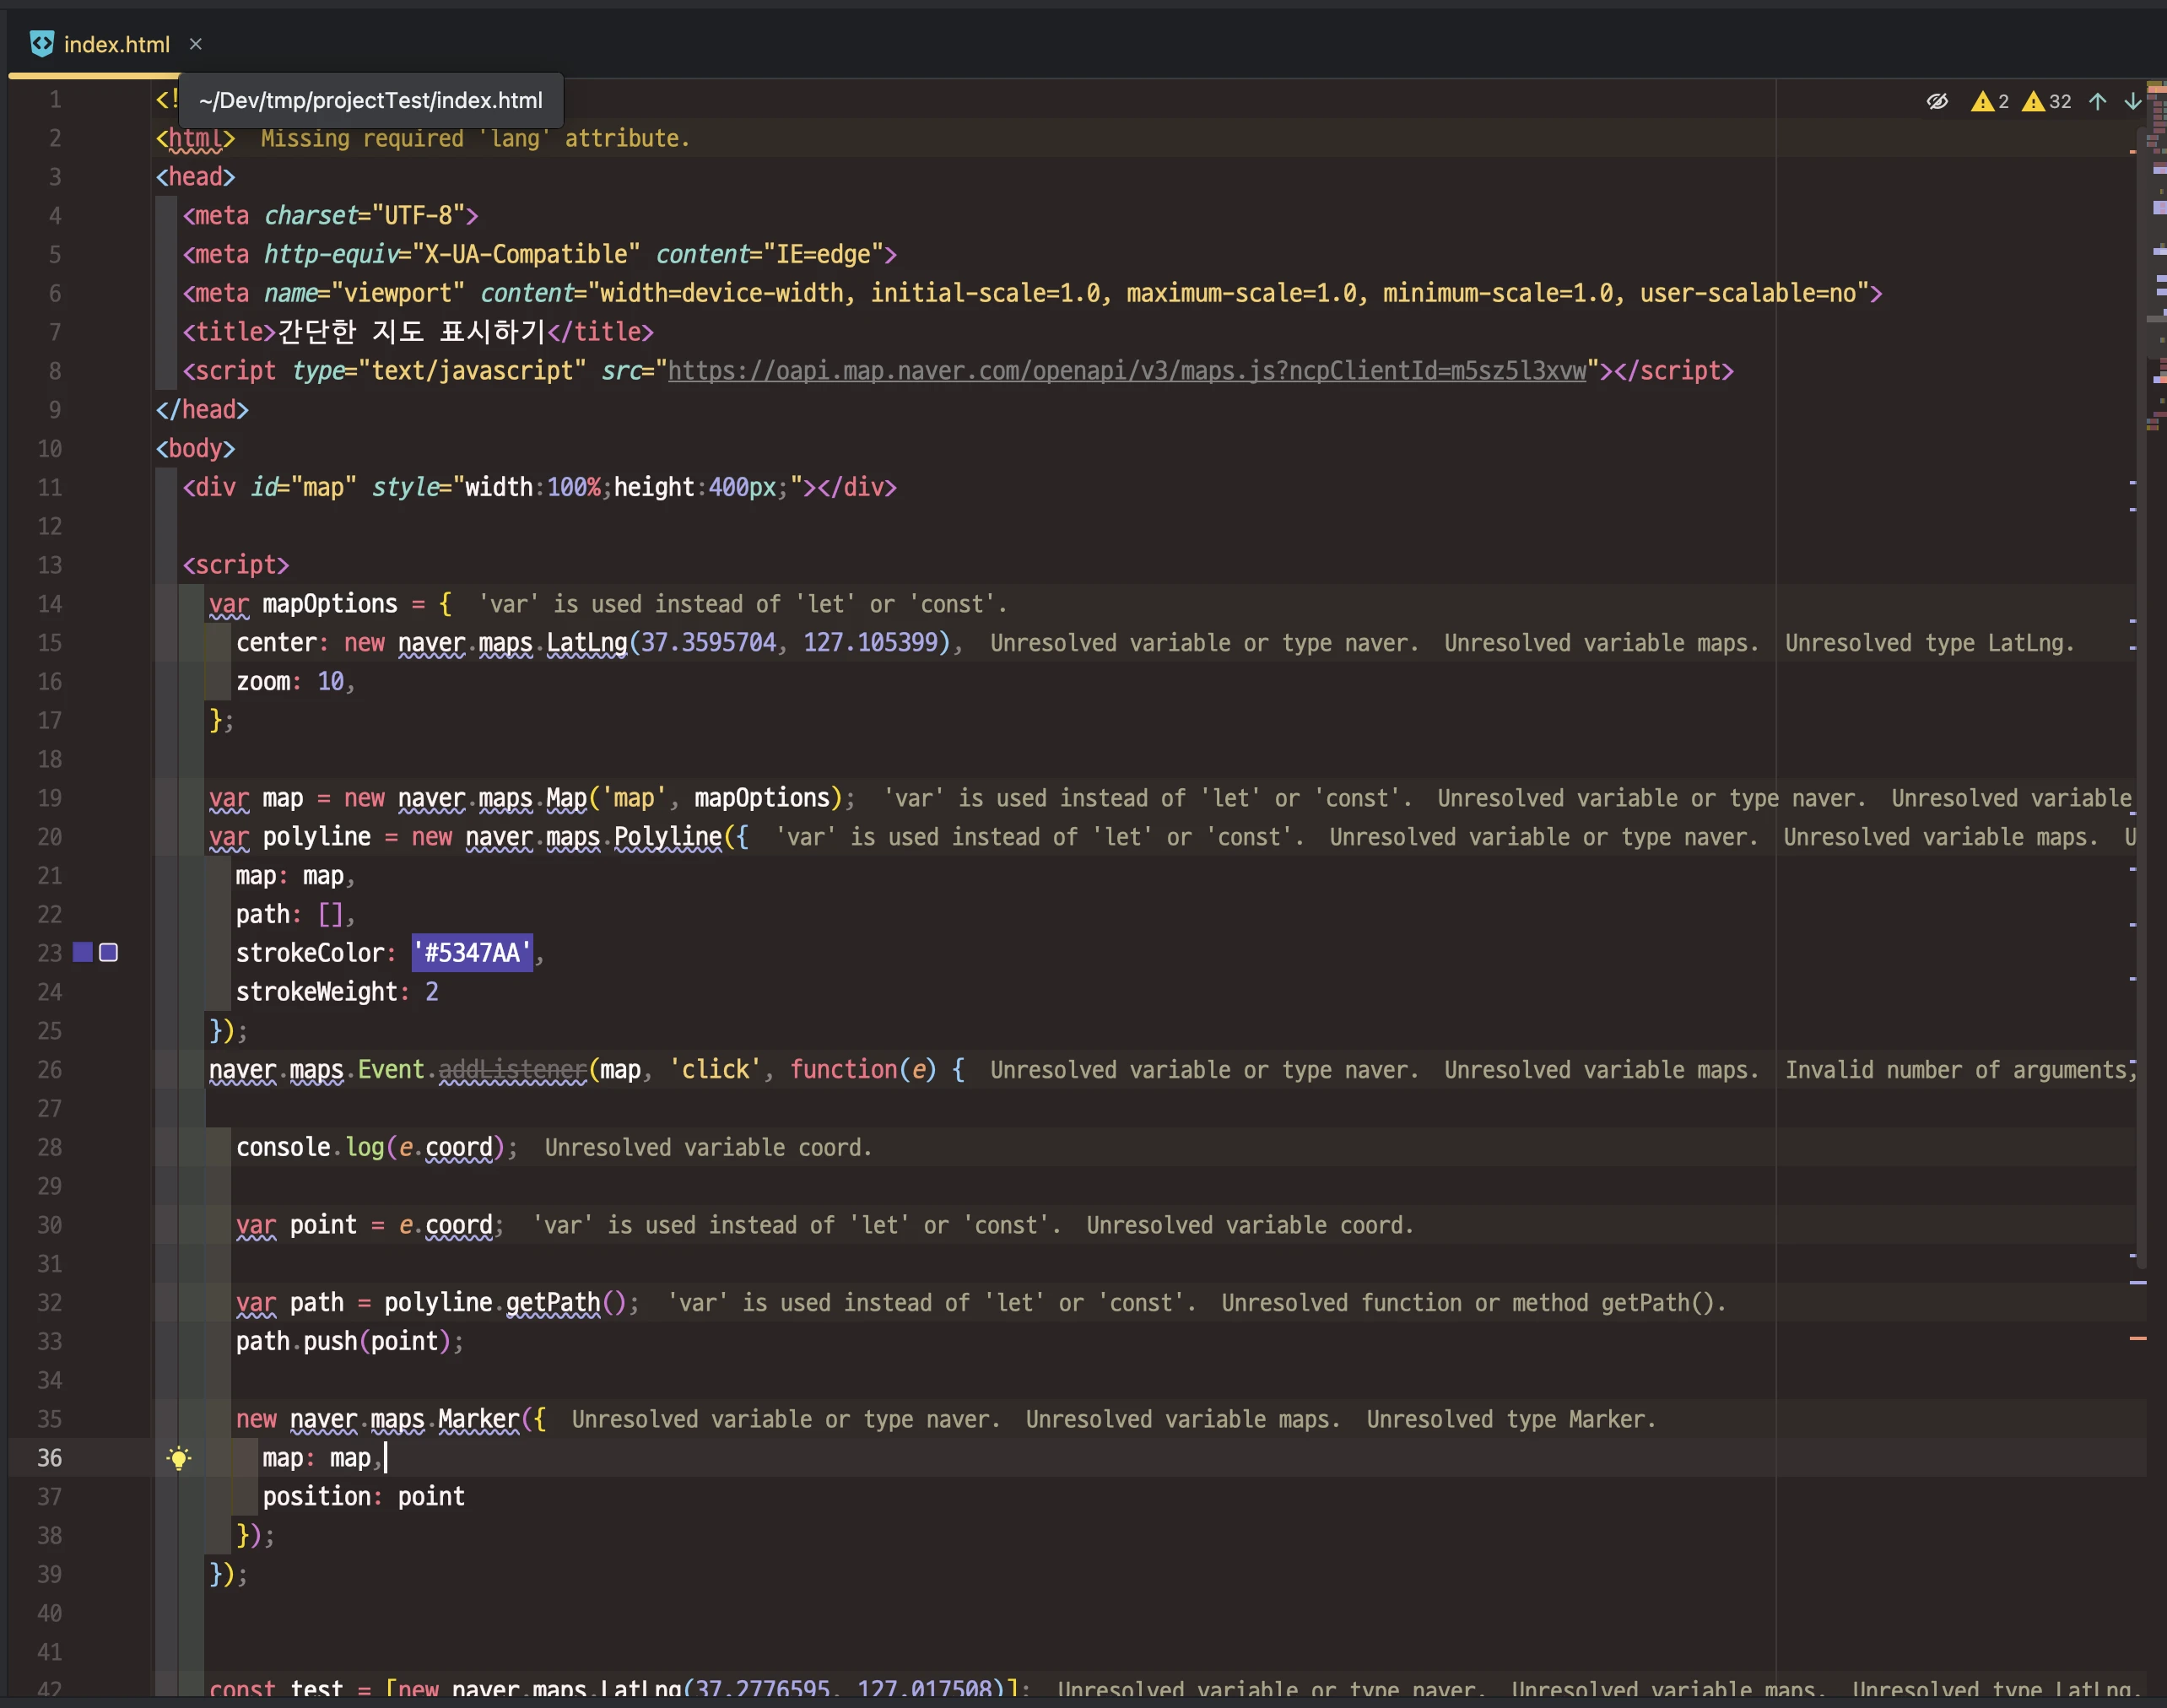 index.html
~/Dev/tmp/projectTest/index.html
2 32
1 <!
2 <html> Missing required 'lang' attribute.
3 <head>
4 <meta charset="UTF-8">
5 <meta http-equiv="X-UA-Compatible" content="IE=edge">
6 <meta name="viewport" content="width=device-width, initial-scale=1.0, maximum-scale=1.0, minimum-scale=1.0, user-scalable=no">
7 <title>간단한 지도 표시하기</title>
8 <script type="text/javascript" src="https://oapi.map.naver.com/openapi/v3/maps.js?ncpClientId=m5sz5l3xvw"></script>
9 </head>
10 <body>
11 <div id="map" style="width:100%;height:400px;"></div>
12
13 <script>
14 var mapOptions = { 'var' is used instead of 'let' or 'const'.
15 center: new naver.maps.LatLng(37.3595704, 127.105399), Unresolved variable or type naver. Unresolved variable maps. Unresolved type LatLng.
16 zoom: 10,
17 };
18
19 var map = new naver.maps.Map('map', mapOptions); 'var' is used instead of 'let' or 'const'. Unresolved variable or type naver. Unresolved variable
20 var polyline = new naver.maps.Polyline({ 'var' is used instead of 'let' or 'const'. Unresolved variable or type naver. Unresolved variable maps. U
21 map: map,
22 path: [],
23 strokeColor: '#5347AA',
24 strokeWeight: 2
25 });
26 naver.maps.Event.addListener(map, 'click', function(e) { Unresolved variable or type naver. Unresolved variable maps. Invalid number of arguments,
27
28 console.log(e.coord); Unresolved variable coord.
29
30 var point = e.coord; 'var' is used instead of 'let' or 'const'. Unresolved variable coord.
31
32 var path = polyline.getPath(); 'var' is used instead of 'let' or 'const'. Unresolved function or method getPath().
33 path.push(point);
34
35 new naver.maps.Marker({ Unresolved variable or type naver. Unresolved variable maps. Unresolved type Marker.
36 map: map,
37 position: point
38 });
39 });
40
41
42 const test = [new naver.maps.LatLng(37.2776595, 127.017508)]; Unresolved variable or type naver. Unresolved variable maps. Unresolved type LatLng.